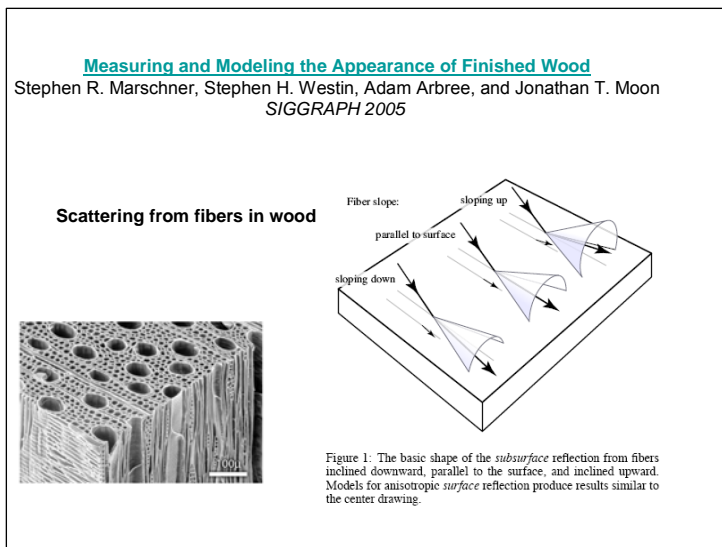 Measuring and Modeling the Appearance of Finished Wood
Stephen R. Marschner, Stephen H. Westin, Adam Arbree, and Jonathan T. Moon
SIGGRAPH 2005
Scattering from fibers in wood
Fiber slope:
sloping up
parallel to surface
sloping down
100µ
Figure 1: The basic shape of the subsurface reflection from fibers
inclined downward, parallel to the surface, and inclined upward.
Models for anisotropic surface reflection produce results similar to
the center drawing.